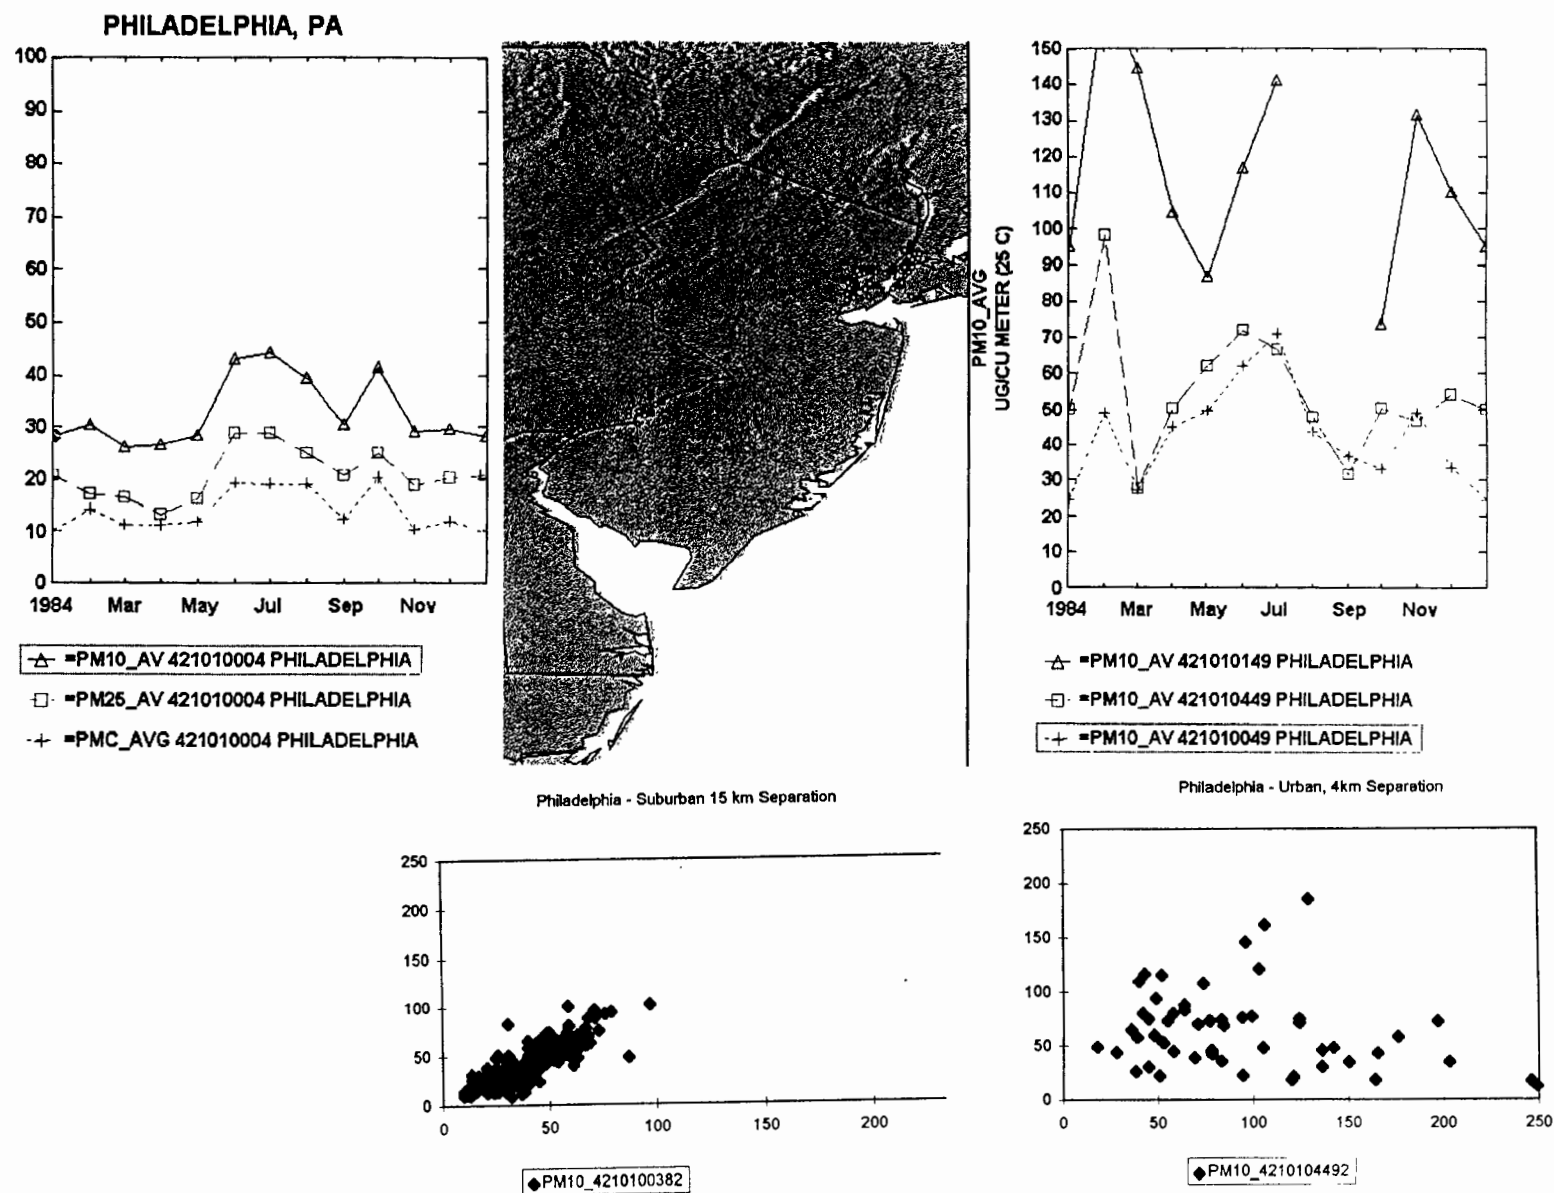 PHILADELPHIA, PA
100
90
80
70
60
50
40
30
20
10
0
1984 Mar May Jul Sep Nov
=PM10_AV 421010004 PHILADELPHIA
=PM25_AV 421010004 PHILADELPHIA
=PMC_AVG 421010004 PHILADELPHIA
PM10_AVG
UG/CU METER (25 C)
150
140
130
120
110
100
90
80
70
60
50
40
30
20
10
0
1984 Mar May Jul Sep Nov
=PM10_AV 421010149 PHILADELPHIA
=PM10_AV 421010449 PHILADELPHIA
=PM10_AV 421010049 PHILADELPHIA
Philadelphia - Suburban 15 km Separation
250
200
150
100
50
0
0 50 100 150 200
PM10_4210100382
Philadelphia - Urban, 4km Separation
250
200
150
100
50
0
0 50 100 150 200 250
PM10_4210104492